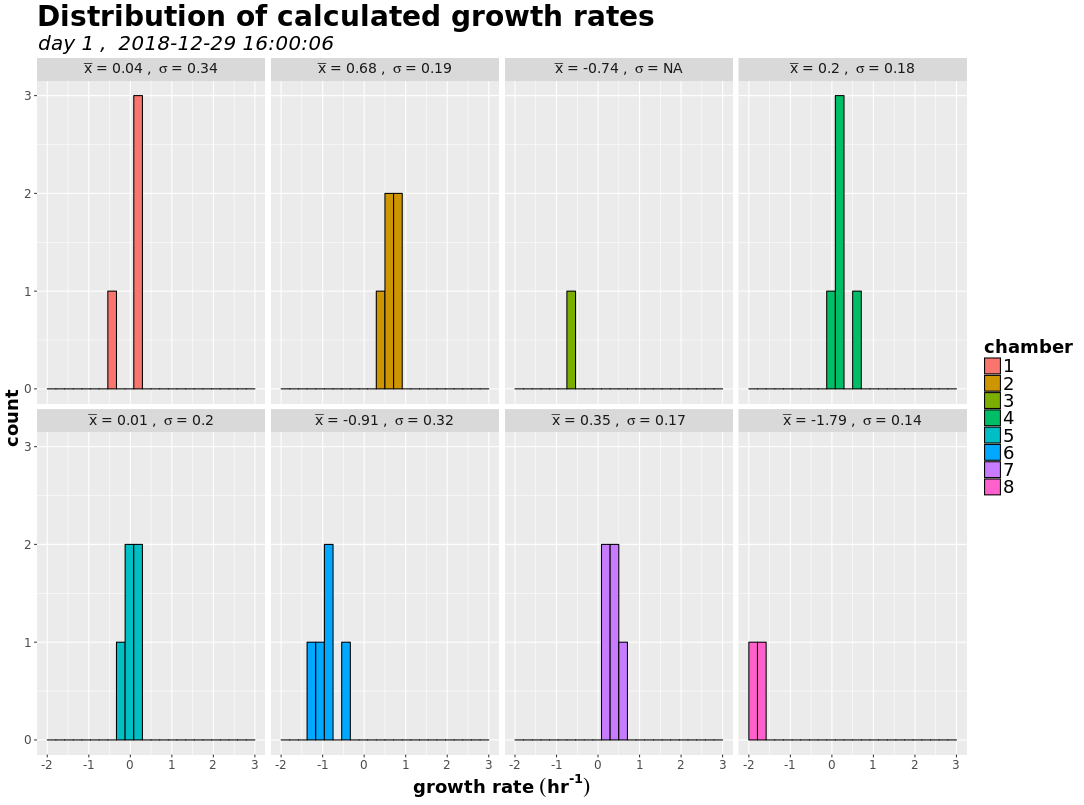 Distribution of calculated growth rates
day 1 ,  2018-12-29 16:00:06
x̅ = 0.04 ,  σ = 0.34
x̅ = 0.68 ,  σ = 0.19
x̅ = -0.74 ,  σ = NA
x̅ = 0.2 ,  σ = 0.18
3
2
1
0
count
x̅ = 0.01 ,  σ = 0.2
x̅ = -0.91 ,  σ = 0.32
x̅ = 0.35 ,  σ = 0.17
x̅ = -1.79 ,  σ = 0.14
3
2
1
0
-2 -1 0 1 2 3
-2 -1 0 1 2 3
-2 -1 0 1 2 3
-2 -1 0 1 2 3
growth rate (hr⁻¹)
chamber
1
2
3
4
5
6
7
8